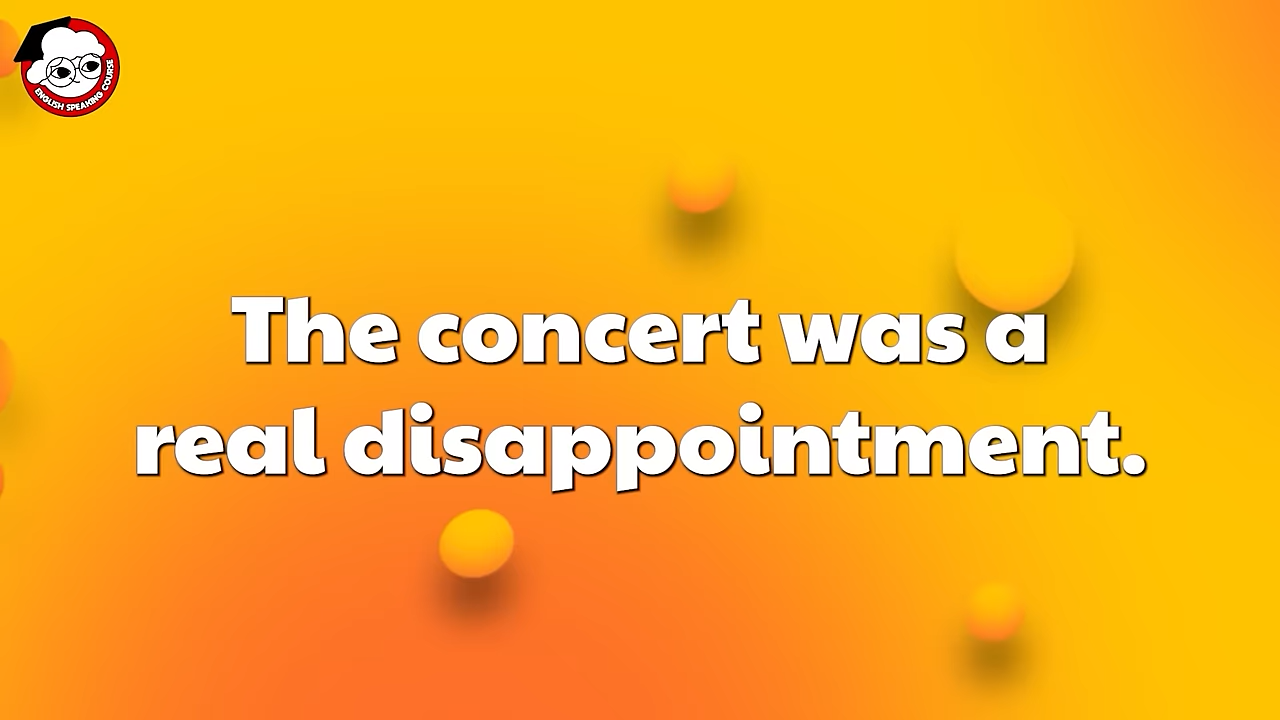 ENGLISH SPEAKING COURSE
The concert was a
real disappointment.